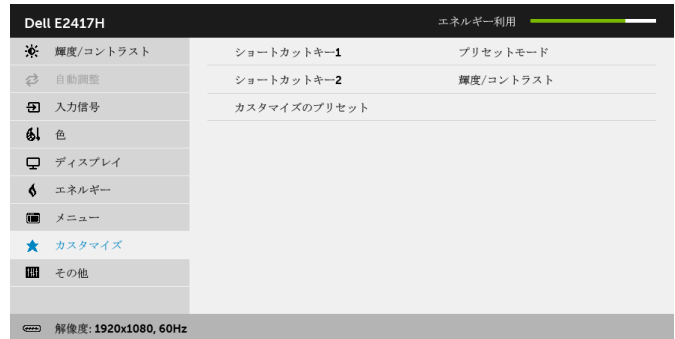 Dell E2417H エネルギー利用
輝度/コントラスト ショートカットキー1 プリセットモード
自動調整 ショートカットキー2 輝度/コントラスト
入力信号 カスタマイズのプリセット
色
ディスプレイ
エネルギー
メニュー
カスタマイズ
その他
解像度: 1920x1080, 60Hz